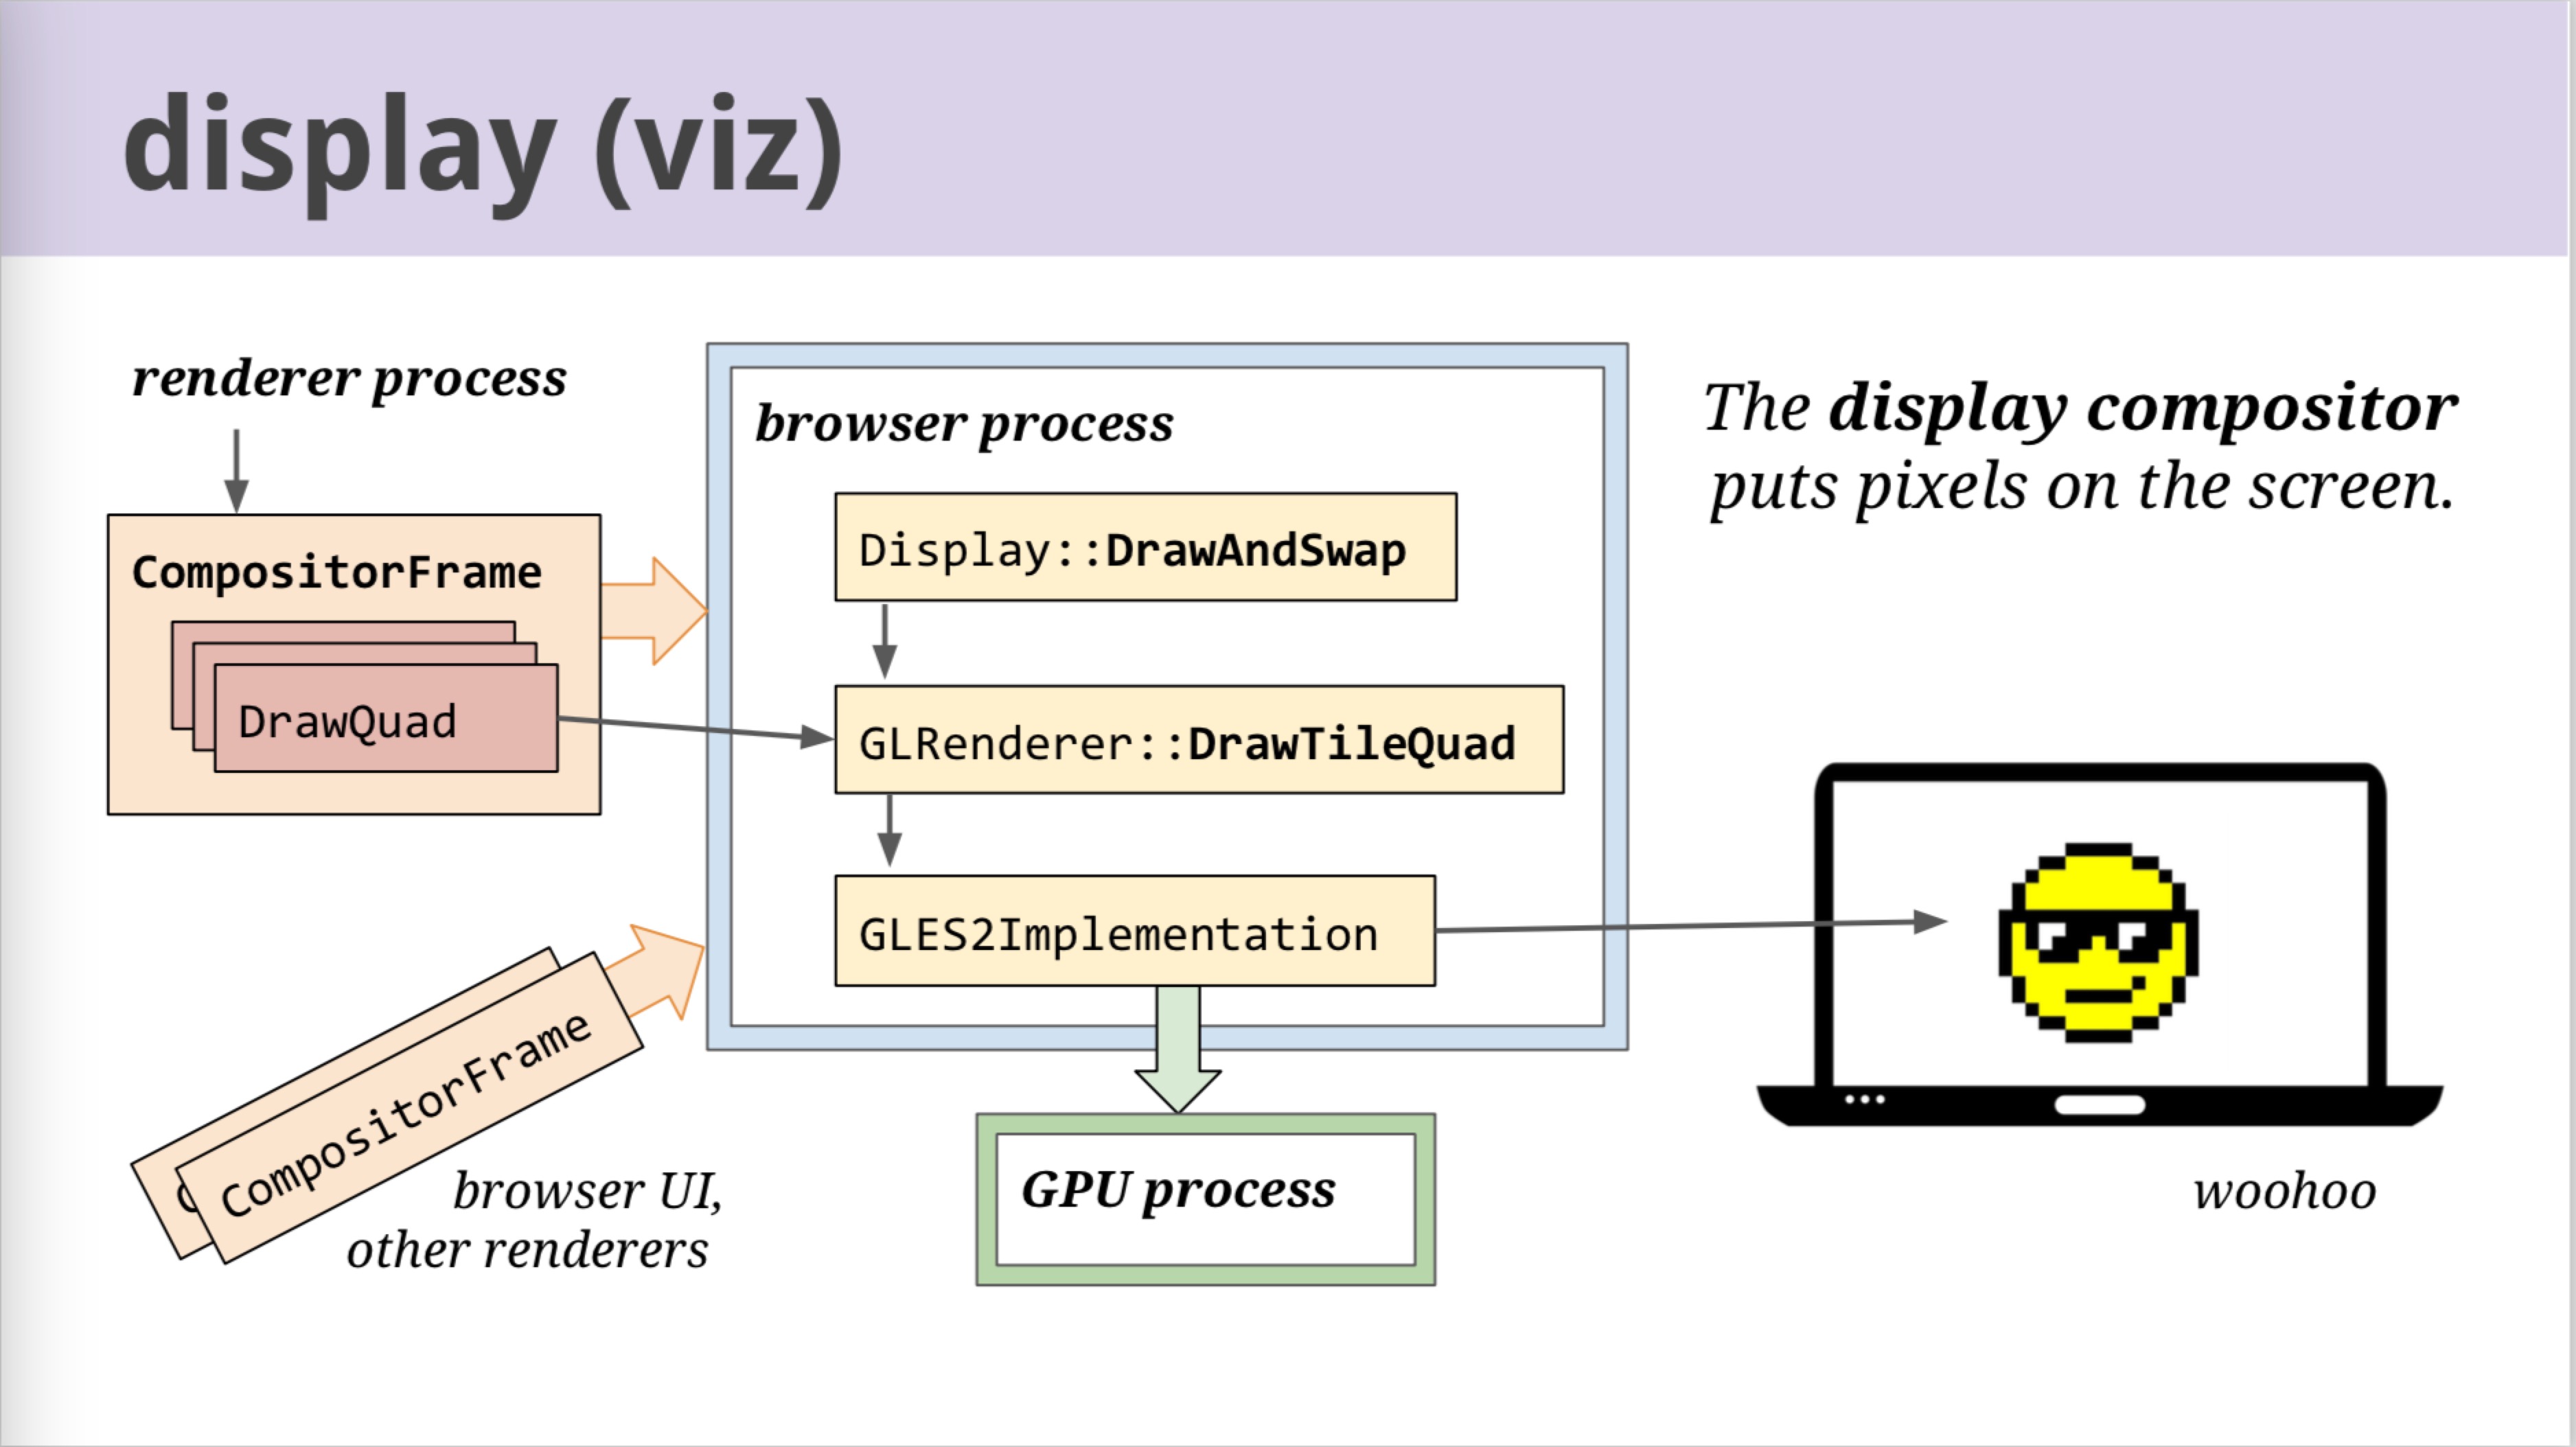 display (viz)
renderer process
CompositorFrame
DrawQuad
browser process
Display::DrawAndSwap
GLRenderer::DrawTileQuad
GLES2Implementation
GPU process
CompositorFrame
browser UI,
other renderers
The display compositor
puts pixels on the screen.
woohoo